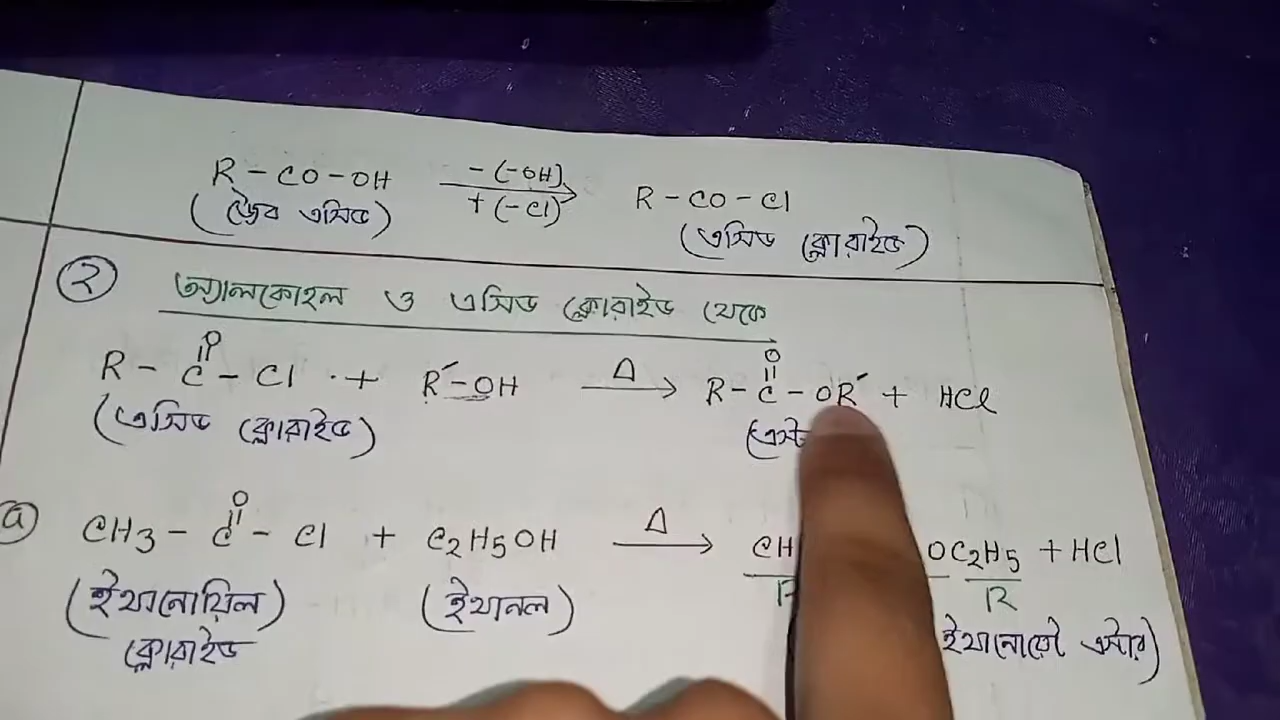 R – CO – OH   – (–OH) / + (–Cl) →   R – CO – Cl
(জৈব এসিড)   (এসিড ক্লোরাইড)
২ অ্যালকোহল ও এসিড ক্লোরাইড থেকে
R – C(=O) – Cl + R´–OH   Δ →   R – C(=O) – OR´ + HCl
(এসিড ক্লোরাইড)
a CH3 – C(=O) – Cl + C2H5OH   Δ →   OC2H5 + HCl
R
(ইথানোয়িল (ইথানল)
ক্লোরাইড) ইথানোয়েট এস্টার)